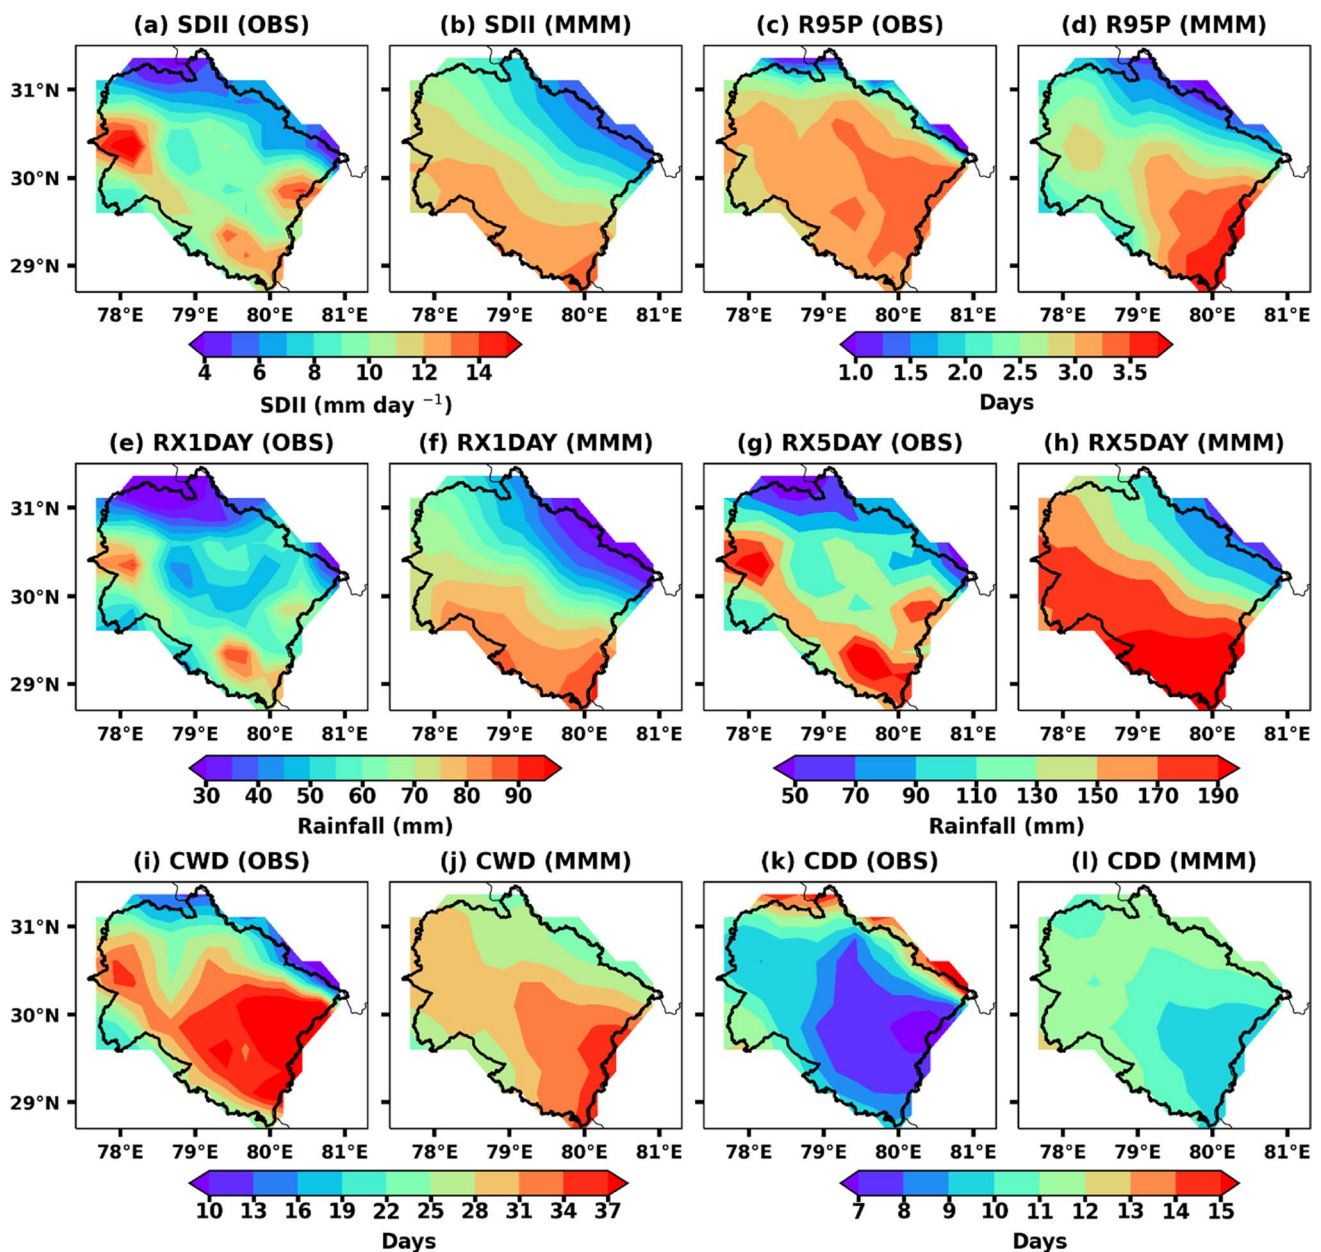 (a) SDII (OBS) (b) SDII (MMM) (c) R95P (OBS) (d) R95P (MMM)
31°N
30°N
29°N
78°E 79°E 80°E 81°E 78°E 79°E 80°E 81°E 78°E 79°E 80°E 81°E 78°E 79°E 80°E 81°E
4 6 8 10 12 14 1.0 1.5 2.0 2.5 3.0 3.5
SDII (mm day ⁻¹) Days
(e) RX1DAY (OBS) (f) RX1DAY (MMM) (g) RX5DAY (OBS) (h) RX5DAY (MMM)
31°N
30°N
29°N
78°E 79°E 80°E 81°E 78°E 79°E 80°E 81°E 78°E 79°E 80°E 81°E 78°E 79°E 80°E 81°E
30 40 50 60 70 80 90 50 70 90 110 130 150 170 190
Rainfall (mm) Rainfall (mm)
(i) CWD (OBS) (j) CWD (MMM) (k) CDD (OBS) (l) CDD (MMM)
31°N
30°N
29°N
78°E 79°E 80°E 81°E 78°E 79°E 80°E 81°E 78°E 79°E 80°E 81°E 78°E 79°E 80°E 81°E
10 13 16 19 22 25 28 31 34 37 7 8 9 10 11 12 13 14 15
Days Days